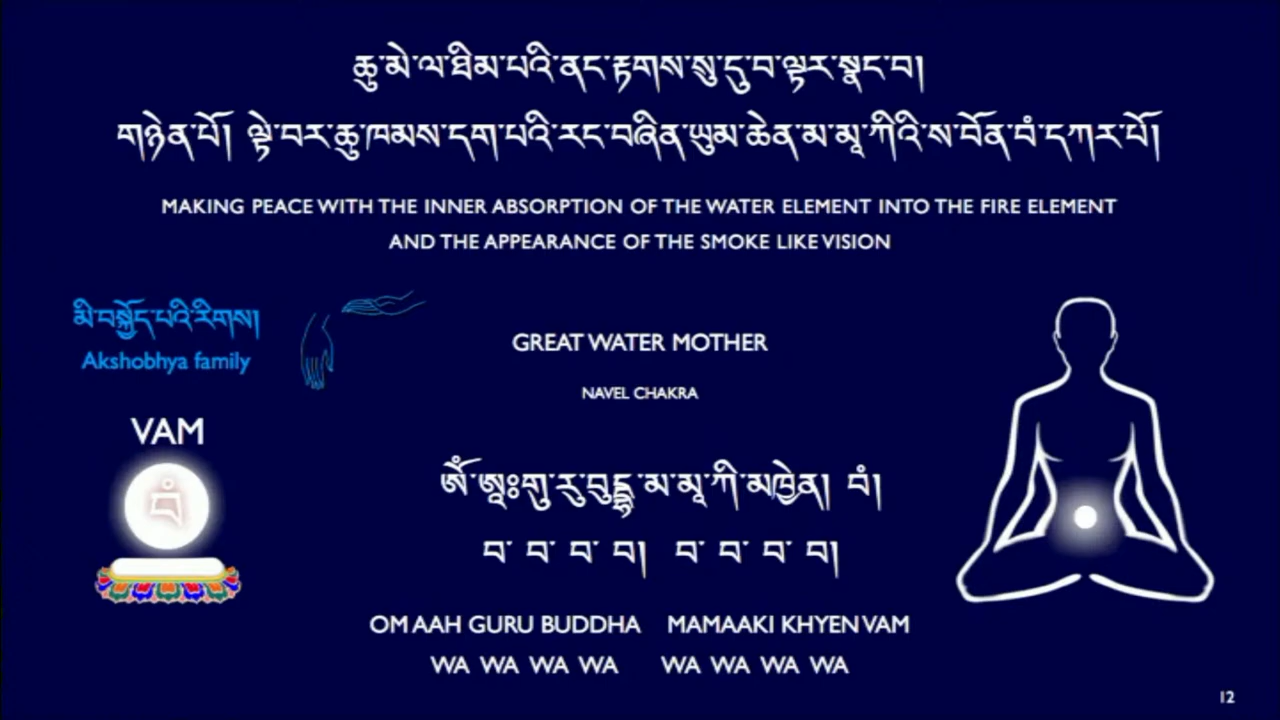 ཆུ་མེ་ལ་ཐིམ་པའི་ནང་རྟགས་སུ་དུ་བ་ལྟར་སྣང་བ།
གཉེན་པོ། ལྟེ་བར་ཆུ་ཁམས་དག་པའི་རང་བཞིན་ཡུམ་ཆེན་མ་མཱ་ཀིའི་ས་བོན་བཾ་དཀར་པོ།
MAKING PEACE WITH THE INNER ABSORPTION OF THE WATER ELEMENT INTO THE FIRE ELEMENT
AND THE APPEARANCE OF THE SMOKE LIKE VISION
མི་བསྐྱོད་པའི་རིགས།
Akshobhya family
GREAT WATER MOTHER
NAVEL CHAKRA
VAM
བཾ
ཨོཾ་ཨཱཿགུ་རུ་བུདྡྷ་མ་མཱ་ཀི་མཁྱེན། བཾ།
བ་ བ་ བ་ བ། བ་ བ་ བ་ བ།
OM AAH GURU BUDDHA MAMAAKI KHYEN VAM
WA WA WA WA WA WA WA WA
12